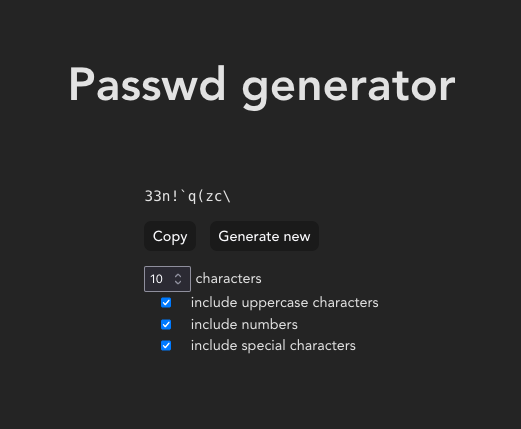 Passwd generator
33n!`q(zc\
Copy Generate new
10 characters
include uppercase characters
include numbers
include special characters